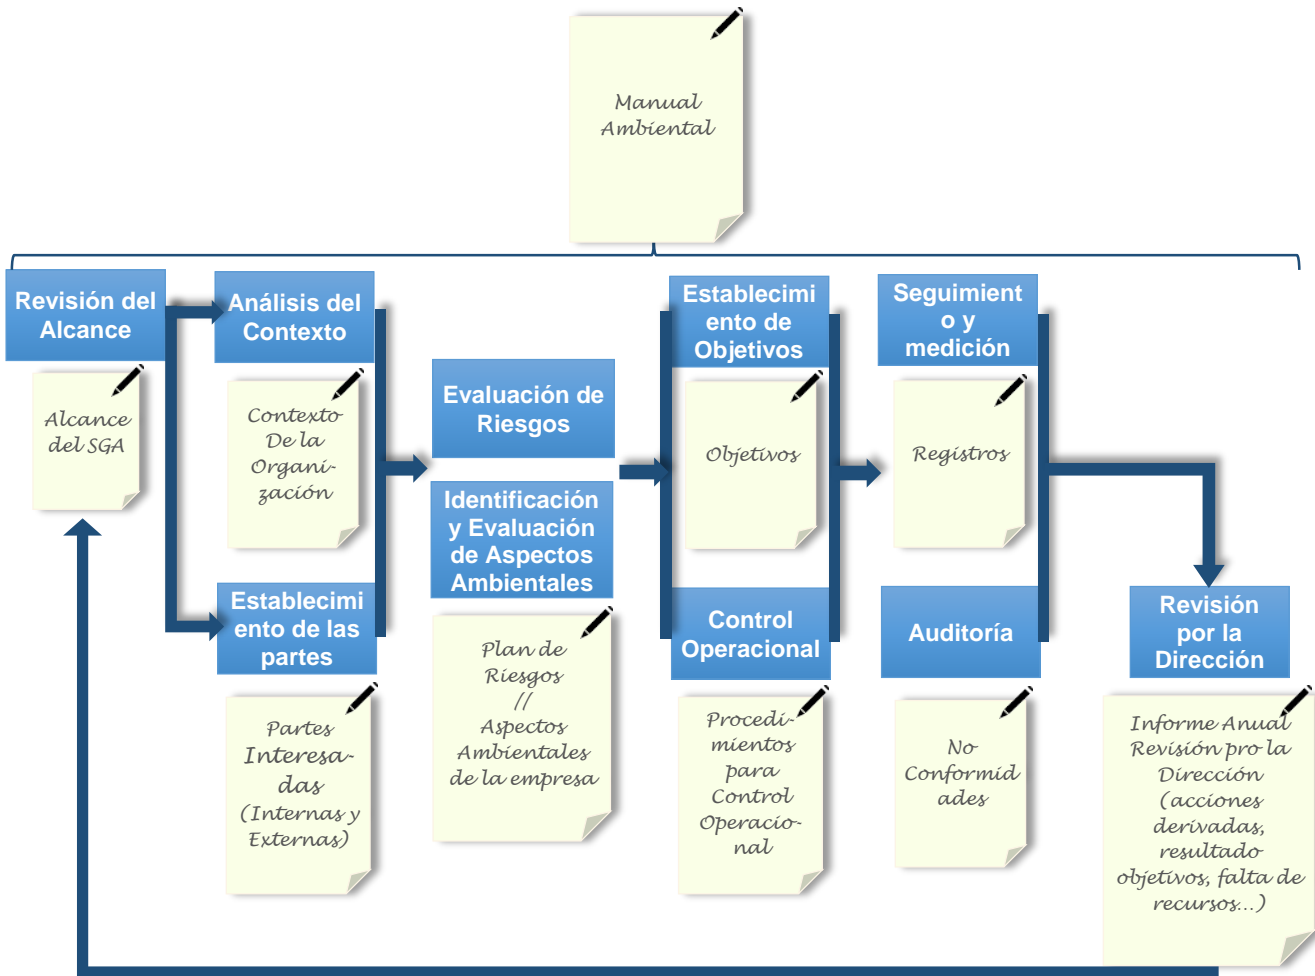 Manual
Ambiental
Revisión del
Alcance
Alcance
del SGA
Análisis del
Contexto
Contexto
De la
Organi-
zación
Establecimi
ento de las
partes
Partes
Interesa-
das
(Internas y
Externas)
Evaluación de
Riesgos
Identificación
y Evaluación
de Aspectos
Ambientales
Plan de
Riesgos
//
Aspectos
Ambientales
de la empresa
Establecimi
ento de
Objetivos
Objetivos
Control
Operacional
Procedi-
mientos
para
Control
Operacio-
nal
Seguimient
o y
medición
Registros
Auditoría
No
Conformid
ades
Revisión
por la
Dirección
Informe Anual
Revisión pro la
Dirección
(acciones
derivadas,
resultado
objetivos, falta de
recursos...)